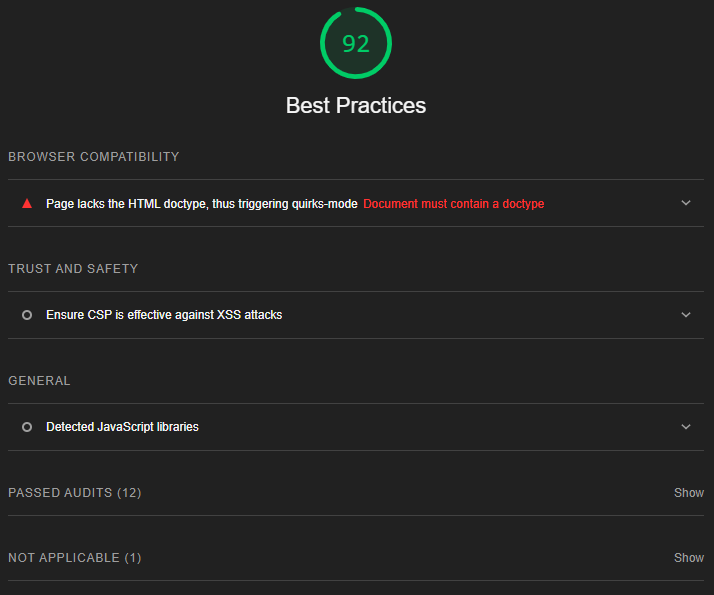 92
Best Practices
BROWSER COMPATIBILITY
Page lacks the HTML doctype, thus triggering quirks-mode Document must contain a doctype
TRUST AND SAFETY
Ensure CSP is effective against XSS attacks
GENERAL
Detected JavaScript libraries
PASSED AUDITS (12) Show
NOT APPLICABLE (1) Show